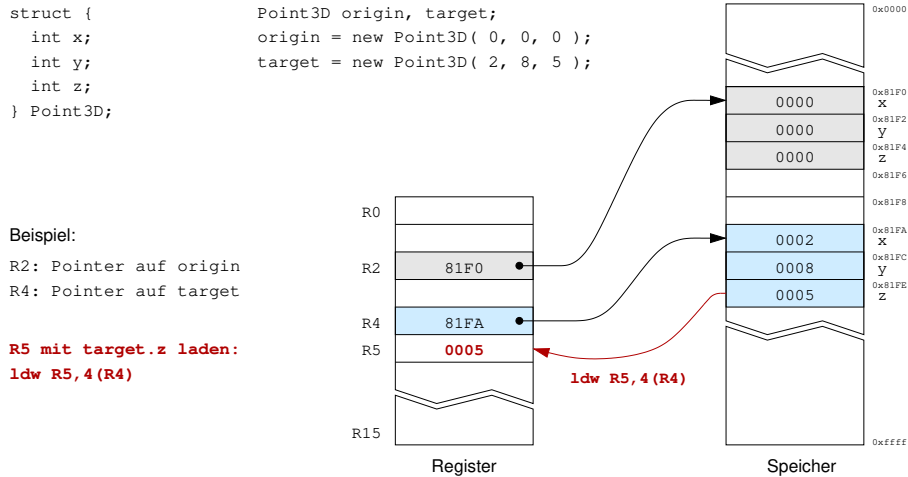 struct {
  int x;
  int y;
  int z;
} Point3D;
Point3D origin, target;
origin = new Point3D( 0, 0, 0 );
target = new Point3D( 2, 8, 5 );
Beispiel:
R2: Pointer auf origin
R4: Pointer auf target
R5 mit target.z laden:
ldw R5,4(R4)
R0
R2 81F0
R4 81FA
R5 0005
R15
Register
ldw R5,4(R4)
0x0000
0x81F0
0000 x
0x81F2
0000 y
0x81F4
0000 z
0x81F6
0x81F8
0x81FA
0002 x
0x81FC
0008 y
0x81FE
0005 z
0xffff
Speicher